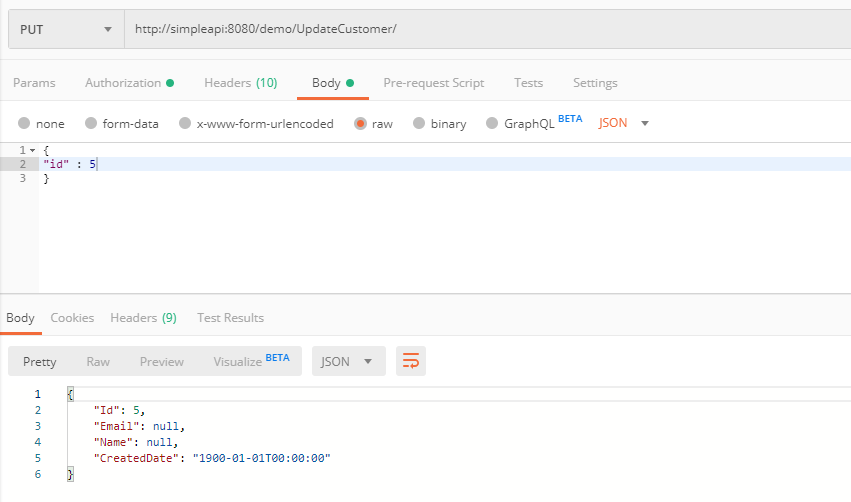 PUT http://simpleapi:8080/demo/UpdateCustomer/
Params Authorization Headers (10) Body Pre-request Script Tests Settings
none form-data x-www-form-urlencoded raw binary GraphQL BETA JSON
1 {
2 "id" : 5
3 }
Body Cookies Headers (9) Test Results
Pretty Raw Preview Visualize BETA JSON
1 {
2 "Id": 5,
3 "Email": null,
4 "Name": null,
5 "CreatedDate": "1900-01-01T00:00:00"
6 }